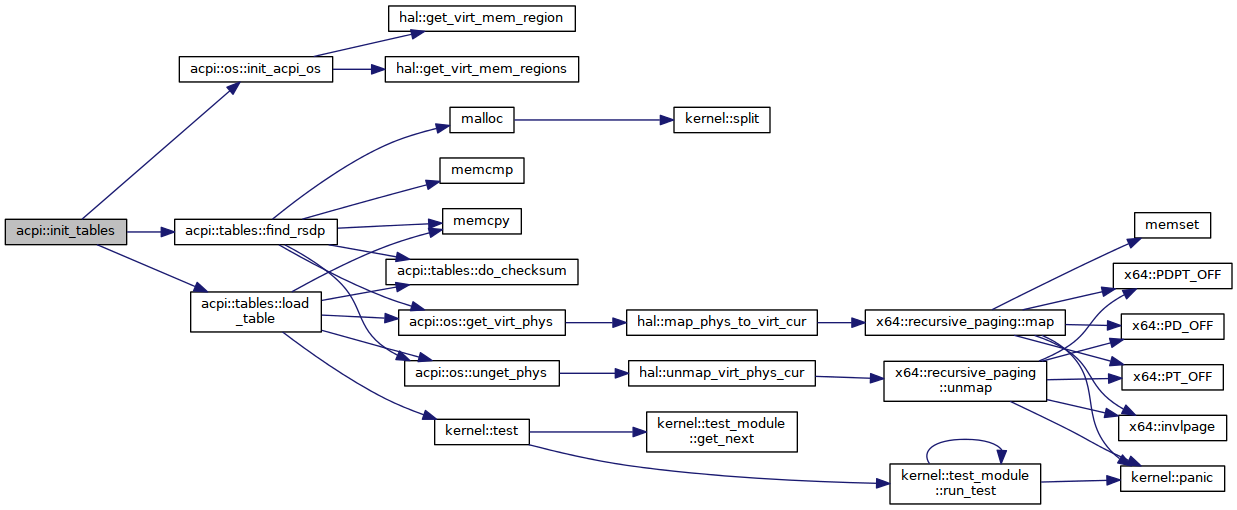 hal::get_virt_mem_region
acpi::os::init_acpi_os
hal::get_virt_mem_regions
malloc
kernel::split
memcmp
memcpy
acpi::init_tables
acpi::tables::find_rsdp
memset
acpi::tables::do_checksum
x64::PDPT_OFF
acpi::tables::load
_table
acpi::os::get_virt_phys
hal::map_phys_to_virt_cur
x64::recursive_paging::map
x64::PD_OFF
acpi::os::unget_phys
hal::unmap_virt_phys_cur
x64::recursive_paging
::unmap
x64::PT_OFF
kernel::test
kernel::test_module
::get_next
x64::invlpage
kernel::test_module
::run_test
kernel::panic